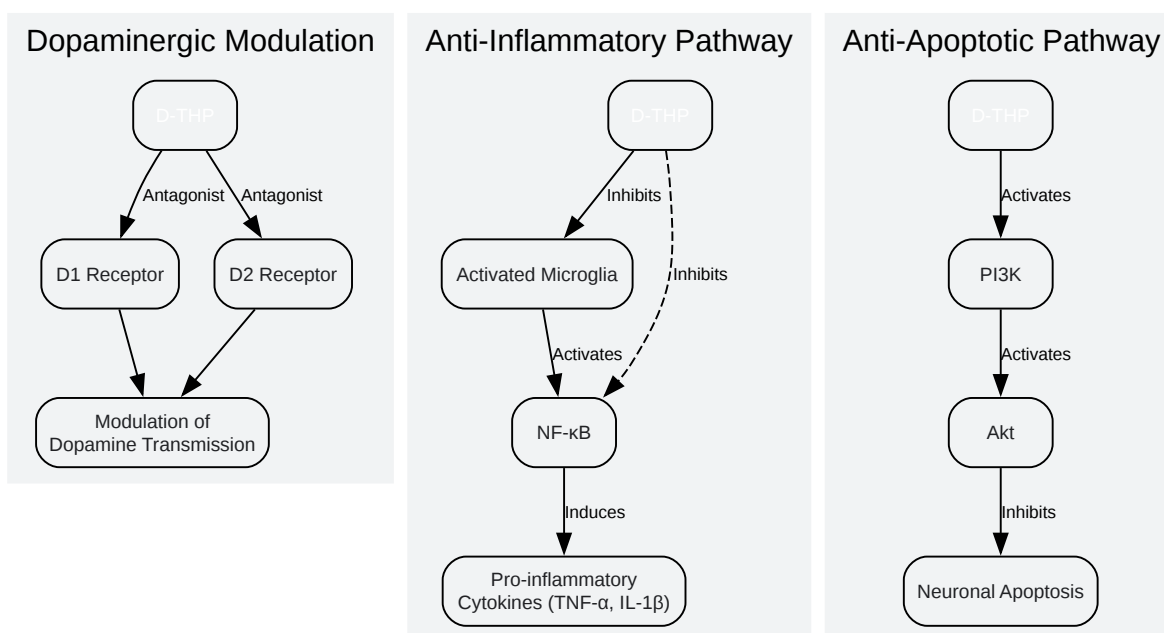 Dopaminergic Modulation
D-THP
Antagonist
Antagonist
D1 Receptor
D2 Receptor
Modulation of
Dopamine Transmission
Anti-Inflammatory Pathway
D-THP
Inhibits
Activated Microglia
Inhibits
Activates
NF-κB
Induces
Pro-inflammatory
Cytokines (TNF-α, IL-1β)
Anti-Apoptotic Pathway
D-THP
Activates
PI3K
Activates
Akt
Inhibits
Neuronal Apoptosis